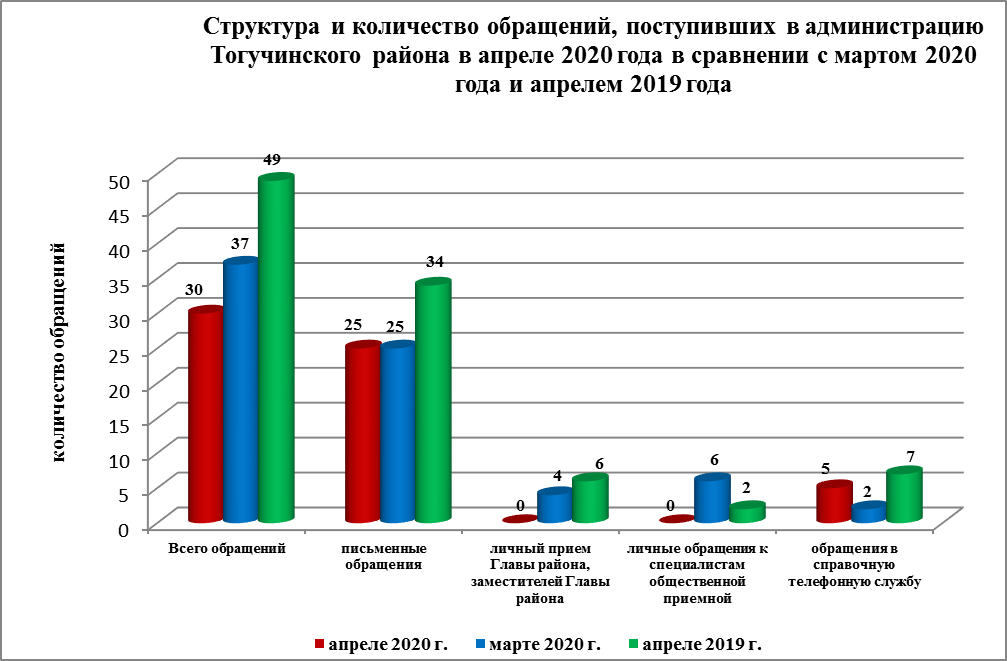 Структура и количество обращений, поступивших в администрацию
Тогучинского района в апреле 2020 года в сравнении с мартом 2020
года и апрелем 2019 года
количество обращений
50
45
40
35
30
25
20
15
10
5
0
30
37
49
25
25
34
0
4
6
0
6
2
5
2
7
Всего обращений
письменные
обращения
личный прием
Главы района,
заместителей Главы
района
личные обращения к
специалистам
общественной
приемной
обращения в
справочную
телефонную службу
апреле 2020 г.
марте 2020 г.
апреле 2019 г.